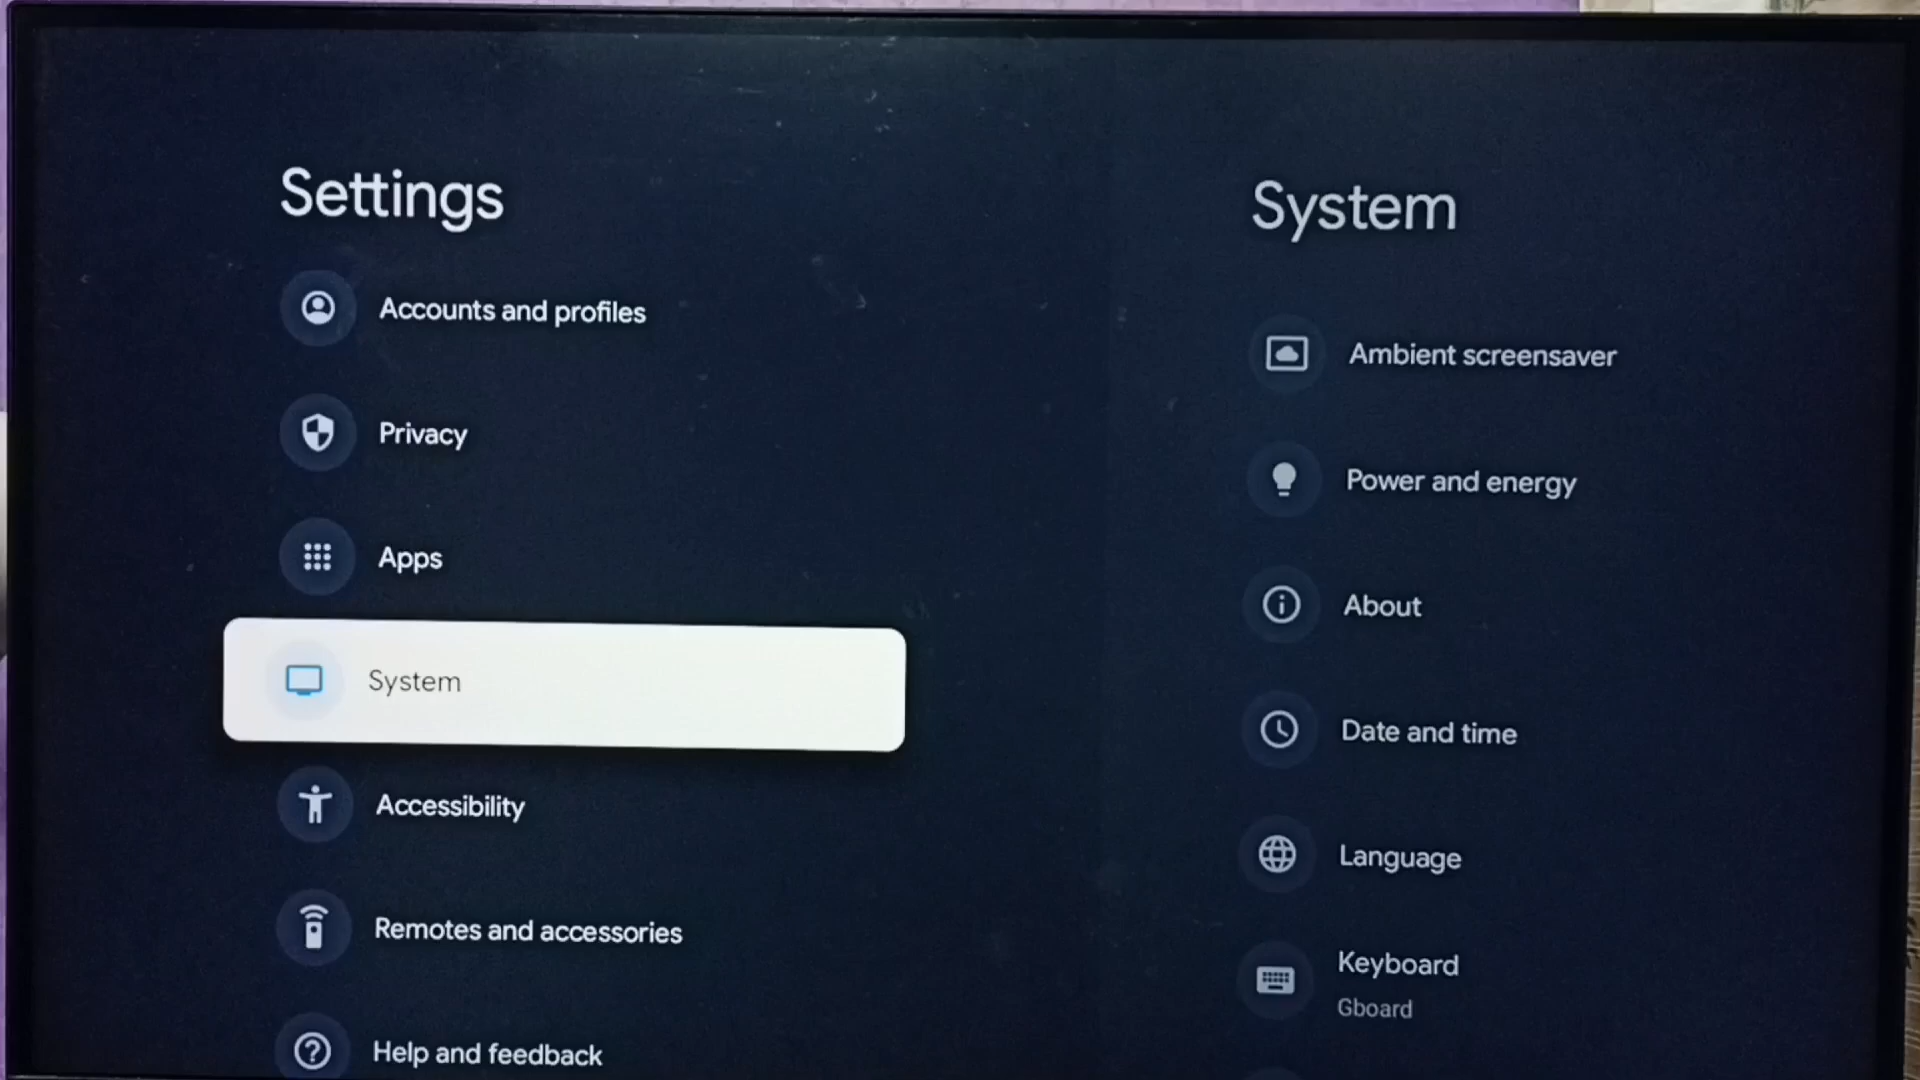 Settings
Accounts and profiles
Privacy
Apps
System
Accessibility
Remotes and accessories
Help and feedback
System
Ambient screensaver
Power and energy
About
Date and time
Language
Keyboard
Gboard